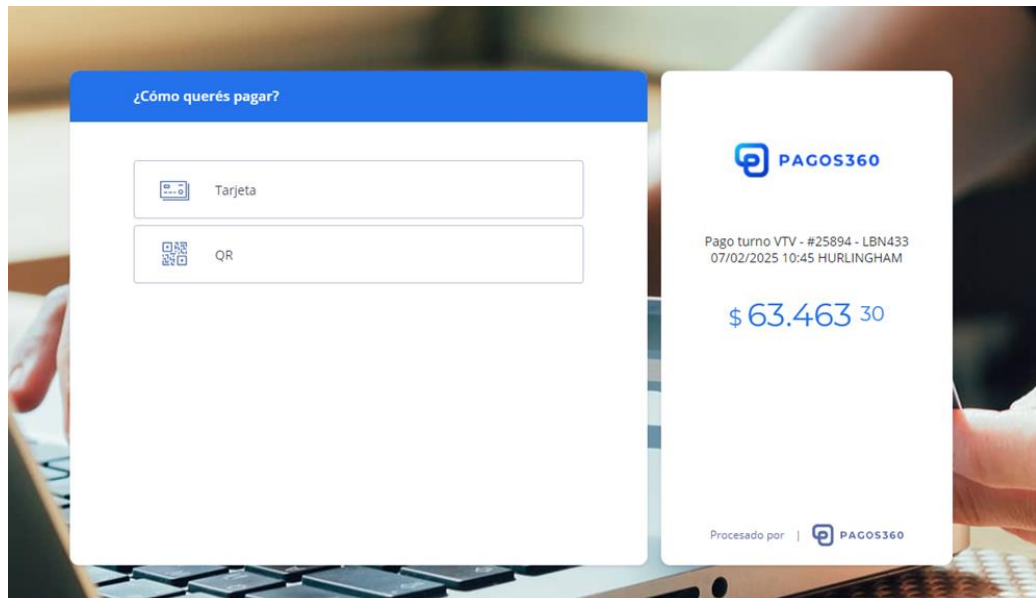 ¿Cómo querés pagar?
Tarjeta
QR
PAGOS360
Pago turno VTV - #25894 - LBN433
07/02/2025 10:45 HURLINGHAM
$ 63.463 30
Procesado por | PAGOS360